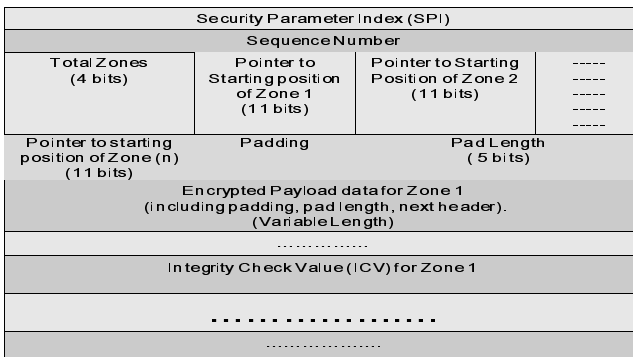 Security Parameter Index (SPI)
Sequence Number
Total Zones
(4 bits)
Pointer to
Starting position
of Zone 1
(11 bits)
Pointer to Starting
Position of Zone 2
(11 bits)
-----
-----
-----
-----
-----
Pointer to starting
position of Zone (n)
(11 bits)
Padding
Pad Length
( 5 bits)
Encrypted Payload data for Zone 1
(including padding, pad length, next header).
(Variable Length)
……………
Integrity Check Value (ICV) for Zone 1
. . . . . . . . . . . . . . . . . . .
……………….